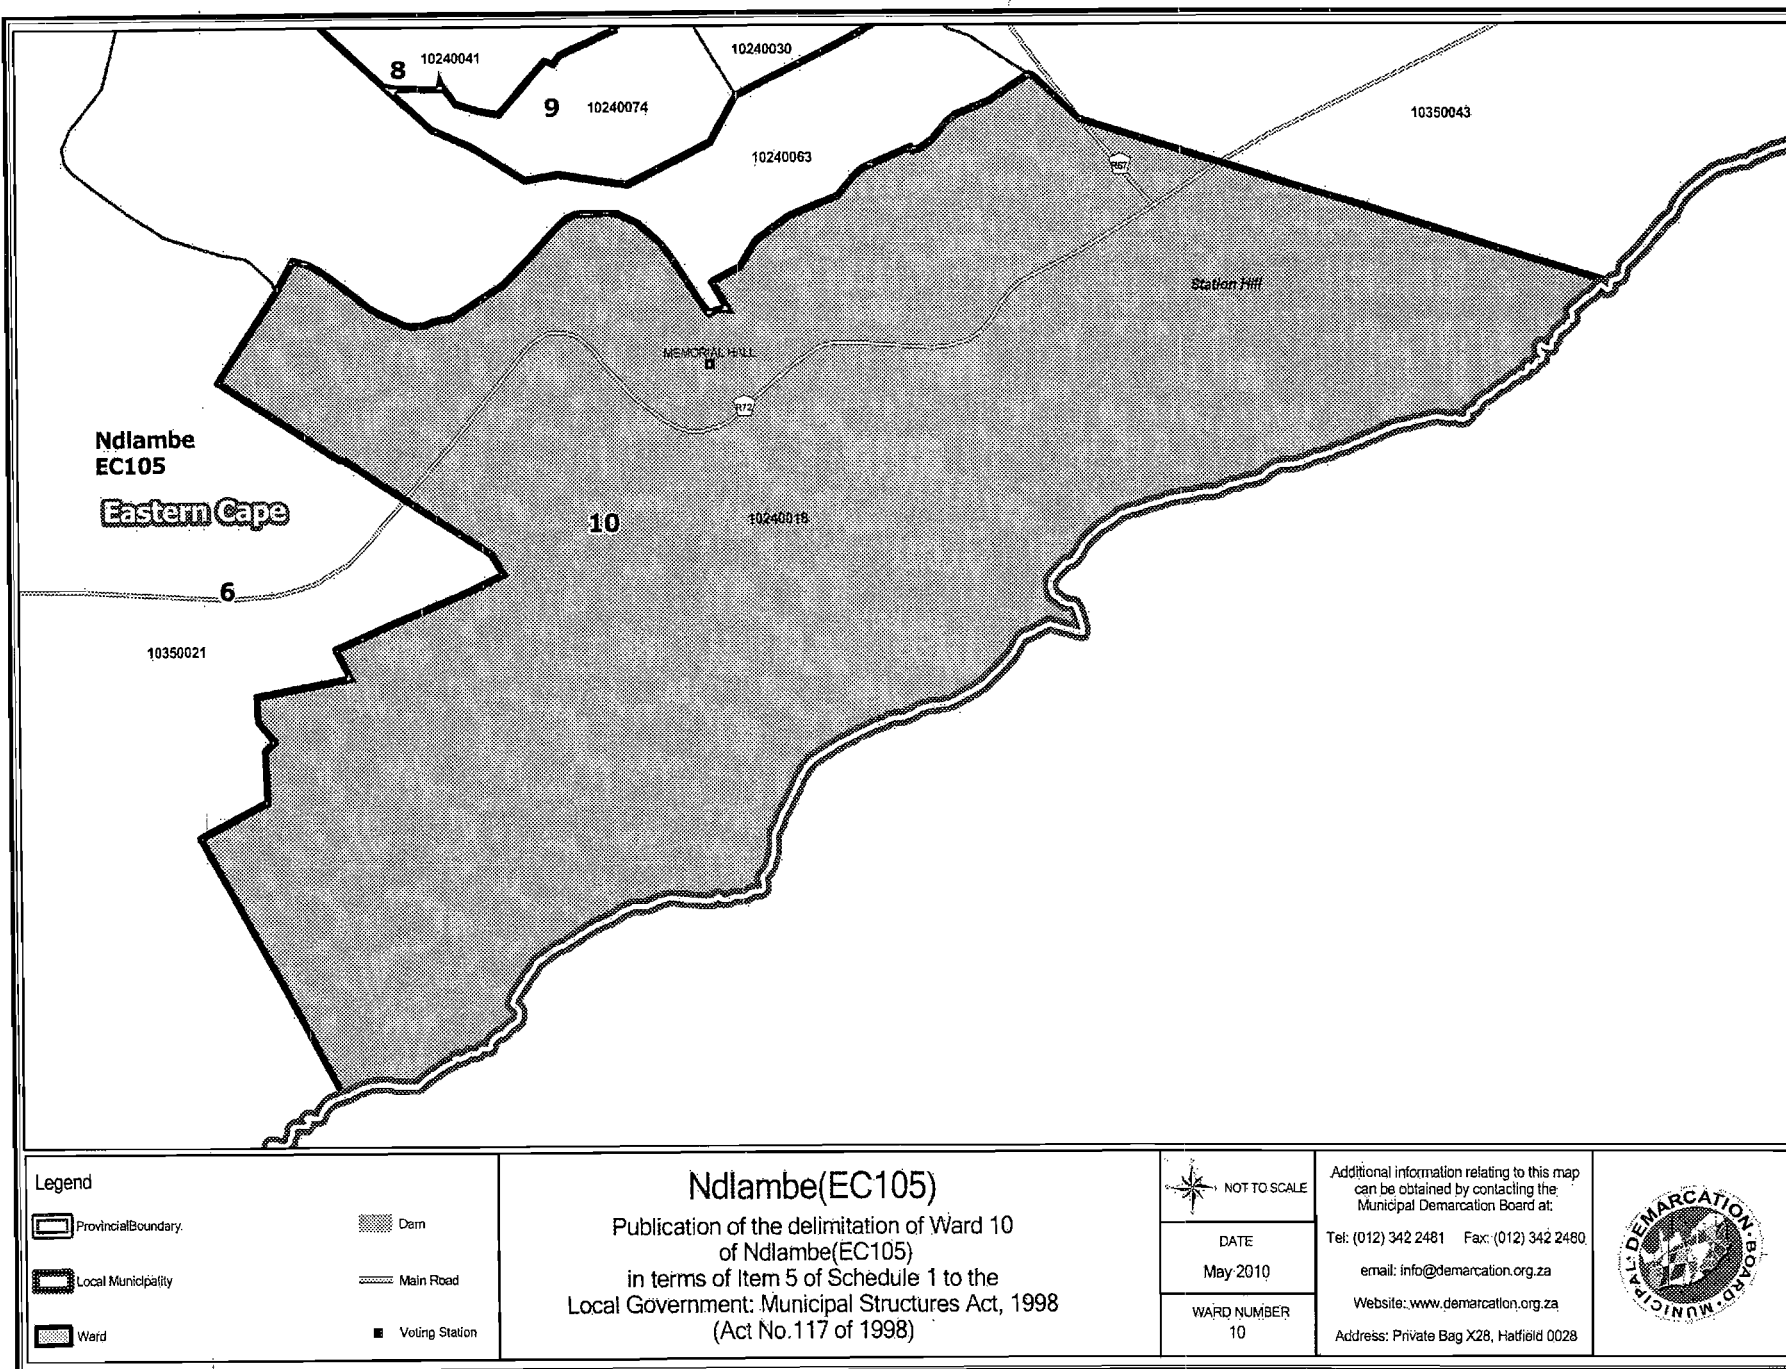 10240041
10240030
8
9
10240074
10350043
10240063
R67
Station Hill
MEMORIAL HALL
R72
Ndlambe
EC105
Eastern Cape
10
10240018
6
10350021
Legend
ProvincialBoundary
Dam
Local Municipality
Main Road
Ward
Voting Station
Ndlambe(EC105)
Publication of the delimitation of Ward 10
of Ndlambe(EC105)
in terms of Item 5 of Schedule 1 to the
Local Government: Municipal Structures Act, 1998
(Act No.117 of 1998)
NOT TO SCALE
DATE
May 2010
WARD NUMBER
10
Additional information relating to this map
can be obtained by contacting the
Municipal Demarcation Board at:
Tel: (012) 342 2481 Fax: (012) 342 2480
email: info@demarcation.org.za
Website: www.demarcation.org.za
Address: Private Bag X28, Hatfield 0028
MUNICIPAL DEMARCATION BOARD